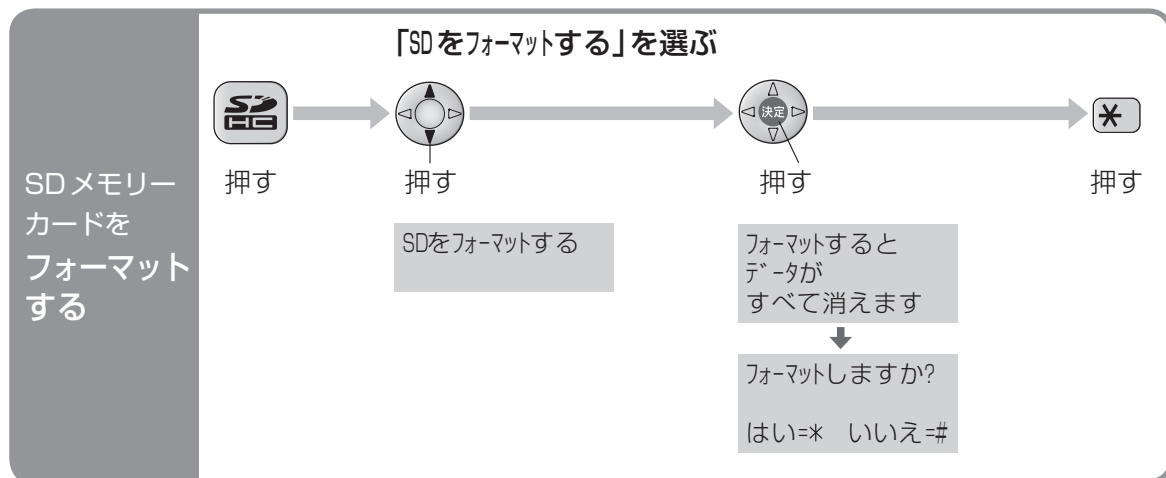 SDメモリー
カードを
フォーマット
する
「SDをﾌｫｰﾏｯﾄする」を選ぶ
SD
HC
決定
押す 押す 押す 押す
SDをﾌｫｰﾏｯﾄする
ﾌｫｰﾏｯﾄすると
ﾃﾞｰﾀが
すべて消えます
ﾌｫｰﾏｯﾄしますか?
はい=* いいえ=#